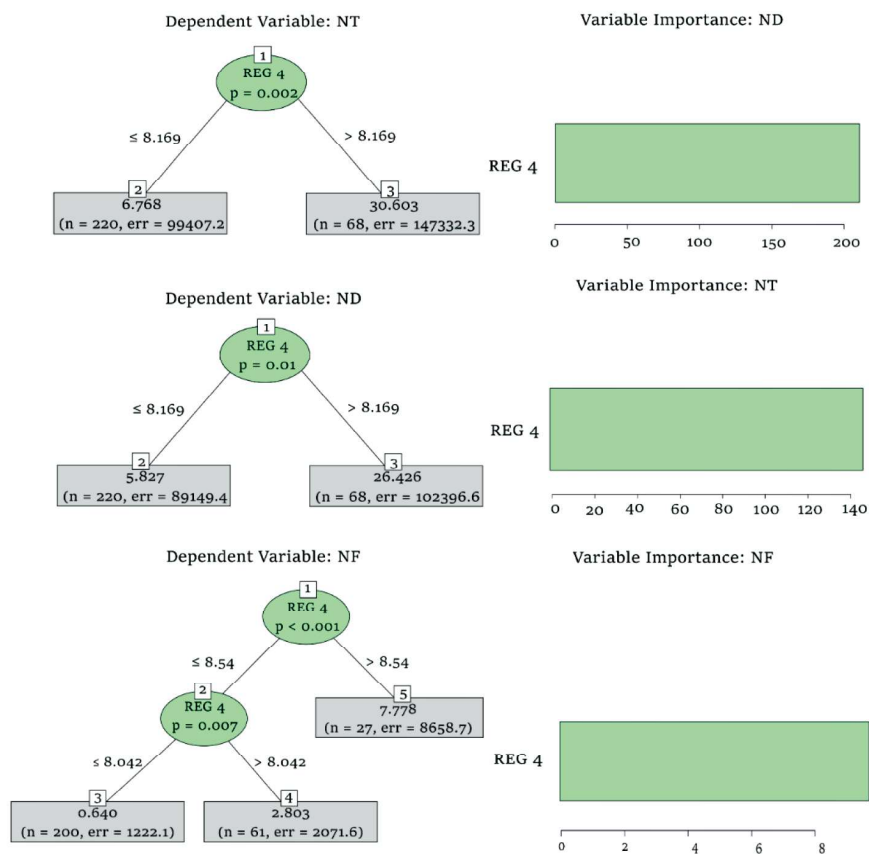 Dependent Variable: NT
1
REG 4
p = 0.002
≤ 8.169
> 8.169
2
6.768
(n = 220, err = 99407.2
3
30.603
(n = 68, err = 147332.3
Variable Importance: ND
REG 4
0 50 100 150 200
Dependent Variable: ND
1
REG 4
p = 0.01
≤ 8.169
> 8.169
2
5.827
(n = 220, err = 89149.4
3
26.426
(n = 68, err = 102396.6
Variable Importance: NT
REG 4
0 20 40 60 80 100 120 140
Dependent Variable: NF
1
REG 4
p < 0.001
≤ 8.54
> 8.54
2
REG 4
p = 0.007
5
7.778
(n = 27, err = 8658.7)
≤ 8.042
> 8.042
3
0.640
(n = 200, err = 1222.1)
4
2.803
(n = 61, err = 2071.6)
Variable Importance: NF
REG 4
0 2 4 6 8